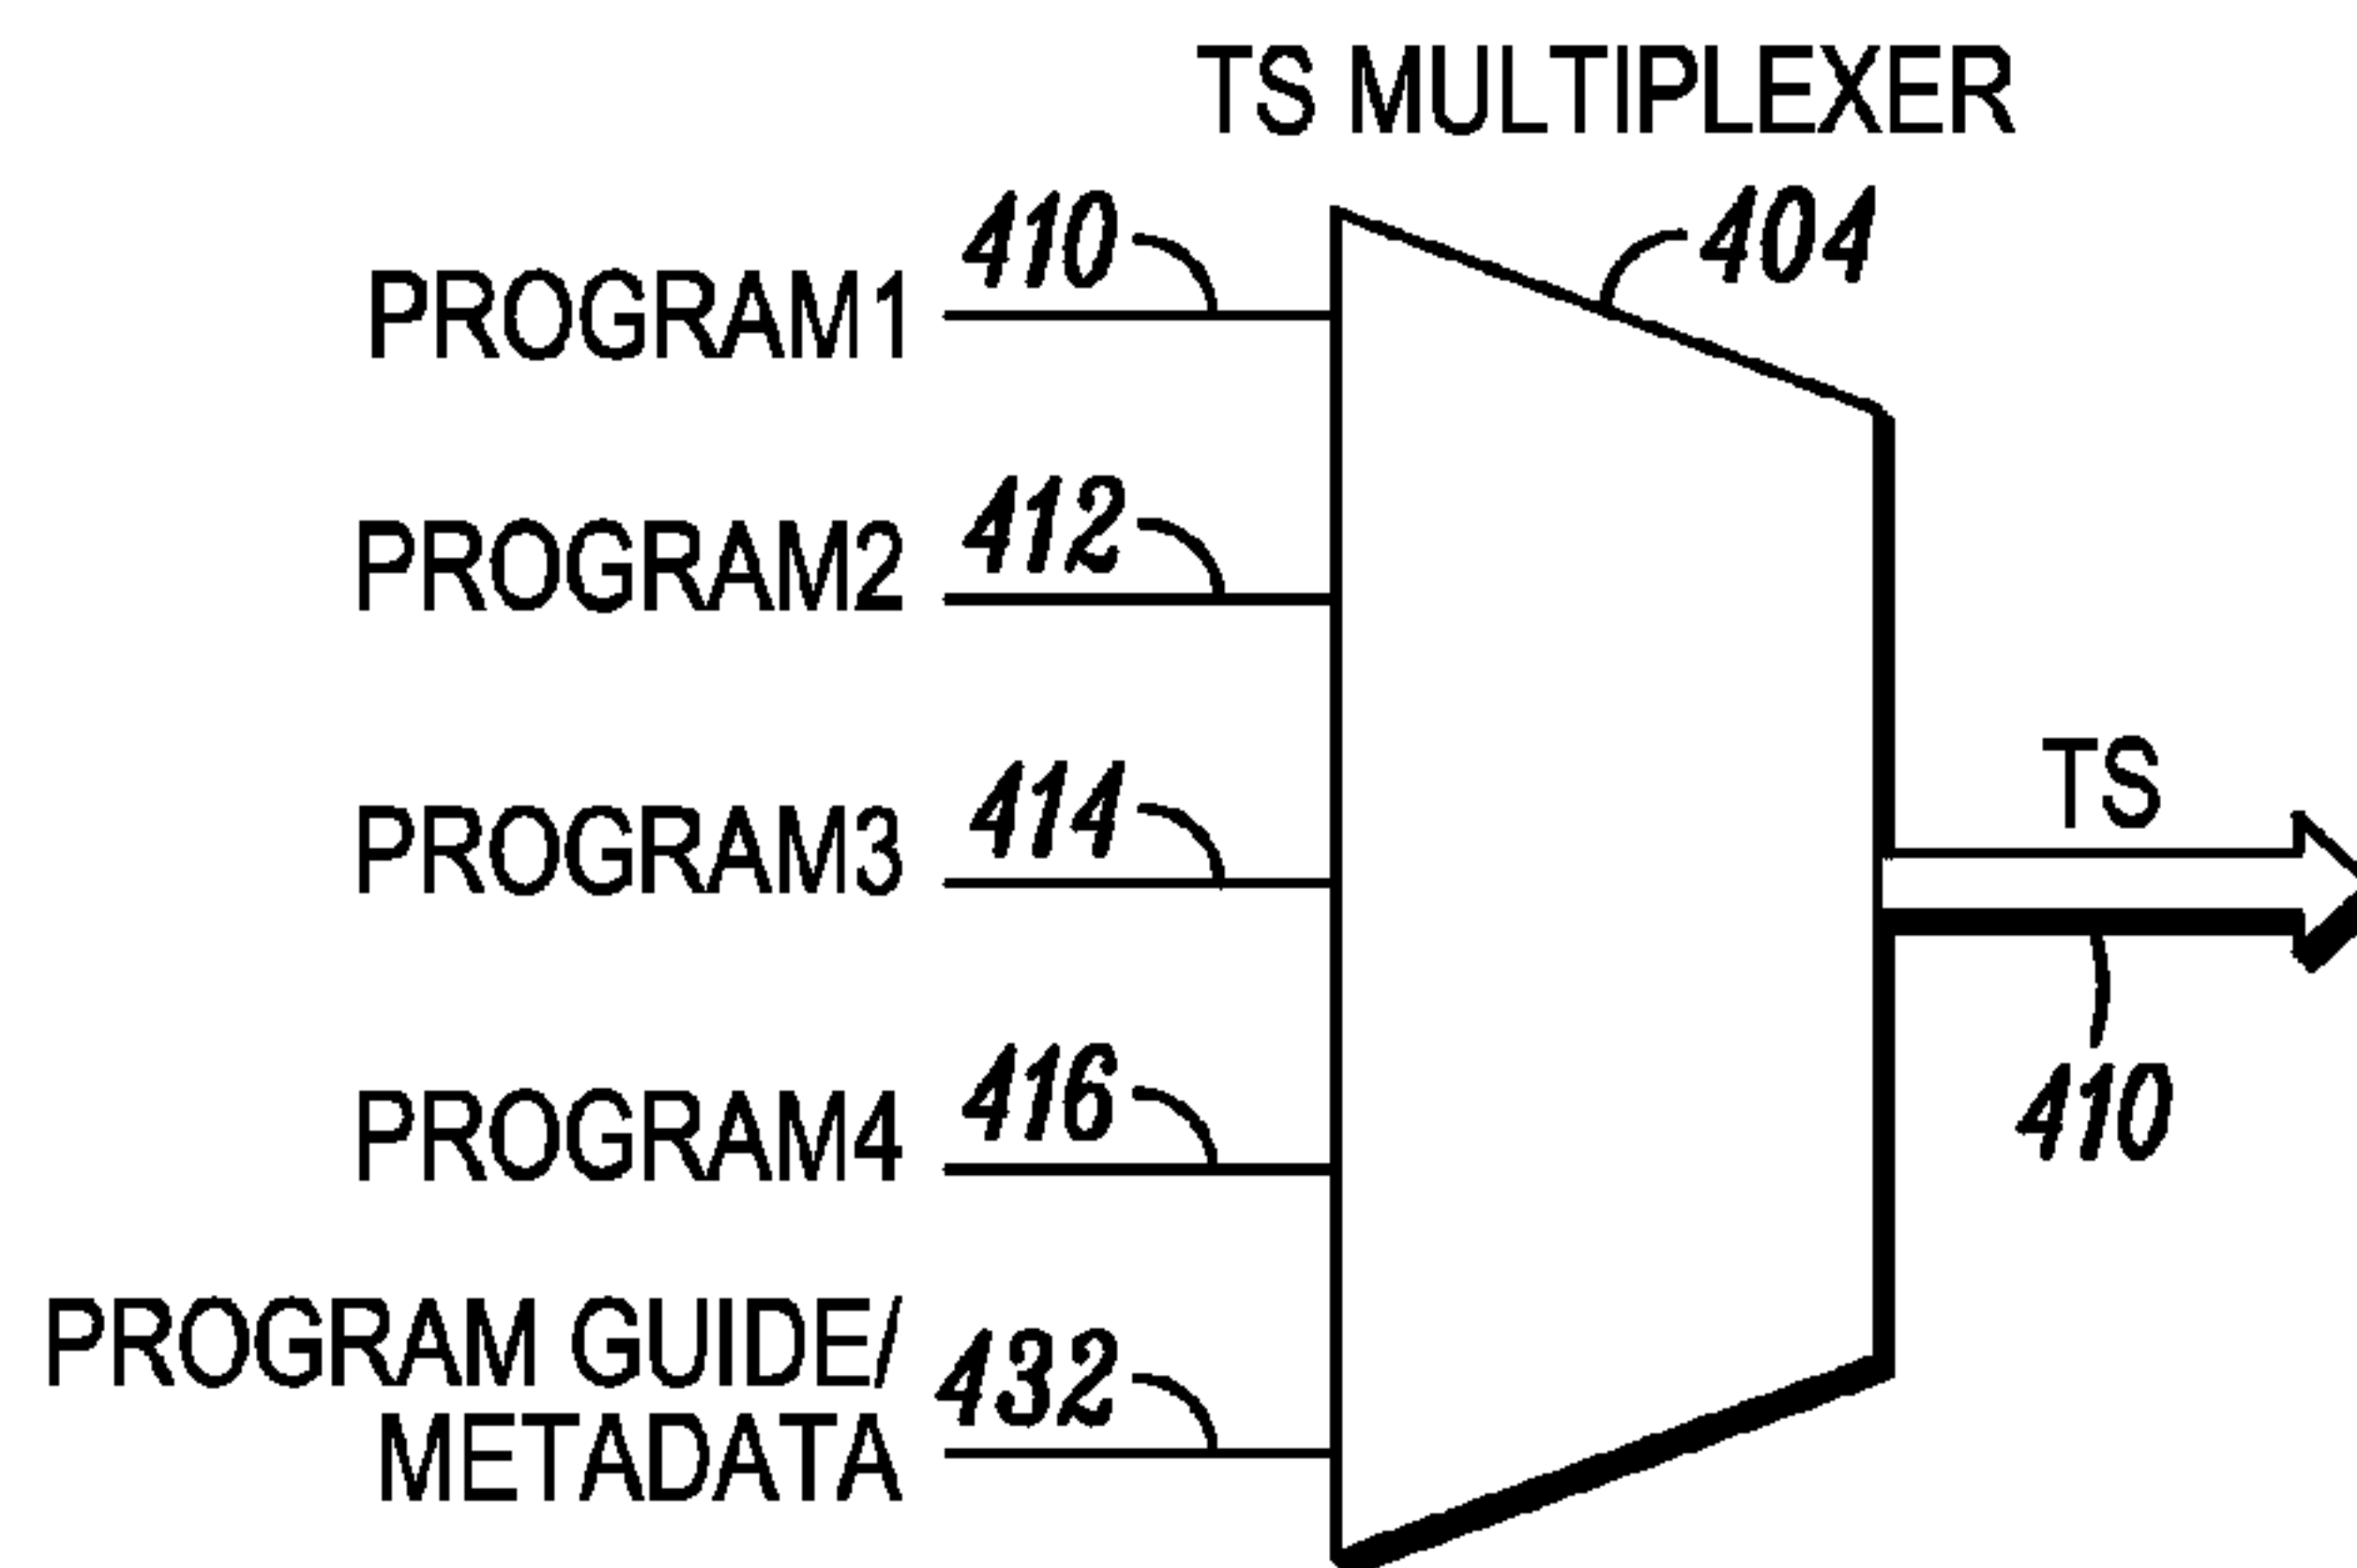 TS MULTIPLEXER
410
404
PROGRAM1
412
PROGRAM2
414
PROGRAM3
TS
416
PROGRAM4
410
PROGRAM GUIDE/
METADATA
432